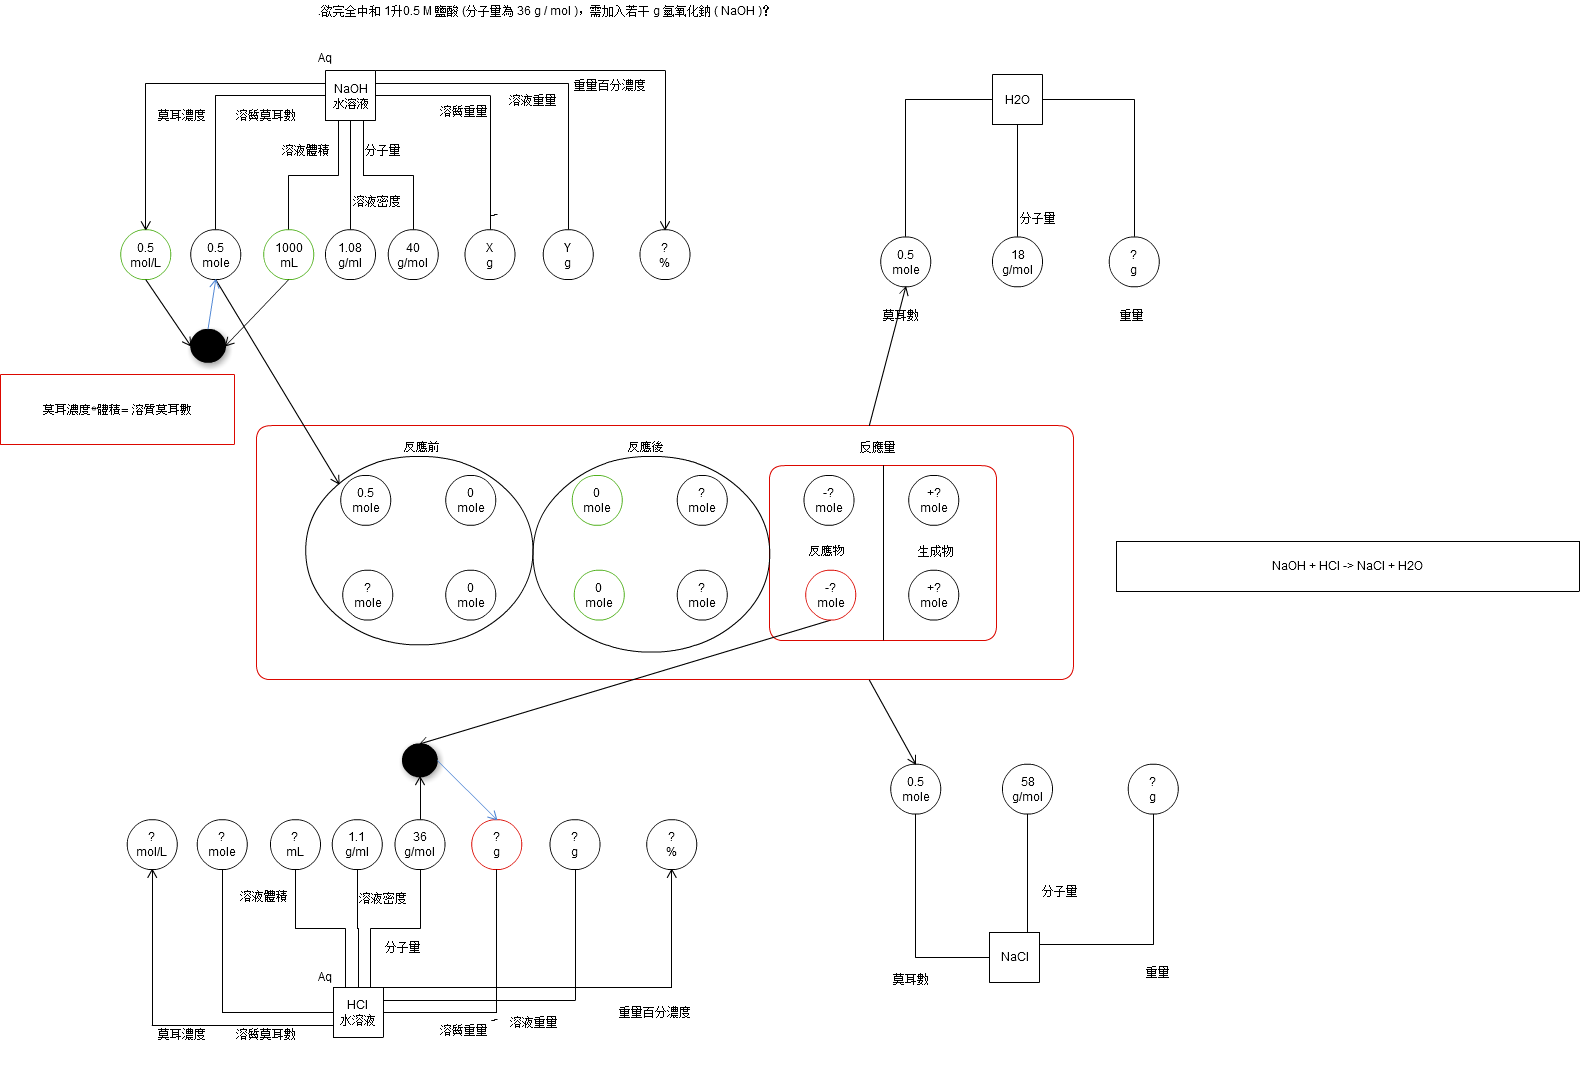 .欲完全中和 1升0.5 M 鹽酸 (分子量為 36 g / mol )，需加入若干 g 氫氧化鈉 ( NaOH )?
Aq
NaOH
水溶液
莫耳濃度
溶質莫耳數
溶液體積
分子量
溶液密度
溶質重量
溶液重量
重量百分濃度
0.5
mol/L
0.5
mole
1000
mL
1.08
g/ml
40
g/mol
X
g
Y
g
?
%
H2O
分子量
0.5
mole
18
g/mol
?
g
莫耳數
重量
莫耳濃度*體積= 溶質莫耳數
反應前
反應後
反應量
0.5
mole
0
mole
0
mole
?
mole
-?
mole
+?
mole
反應物
生成物
?
mole
0
mole
0
mole
?
mole
-?
mole
+?
mole
NaOH + HCl -> NaCl + H2O
?
mol/L
?
mole
?
mL
1.1
g/ml
36
g/mol
?
g
?
g
?
%
溶液體積
溶液密度
分子量
Aq
HCl
水溶液
莫耳濃度
溶質莫耳數
溶質重量
溶液重量
重量百分濃度
0.5
mole
58
g/mol
?
g
分子量
NaCl
莫耳數
重量